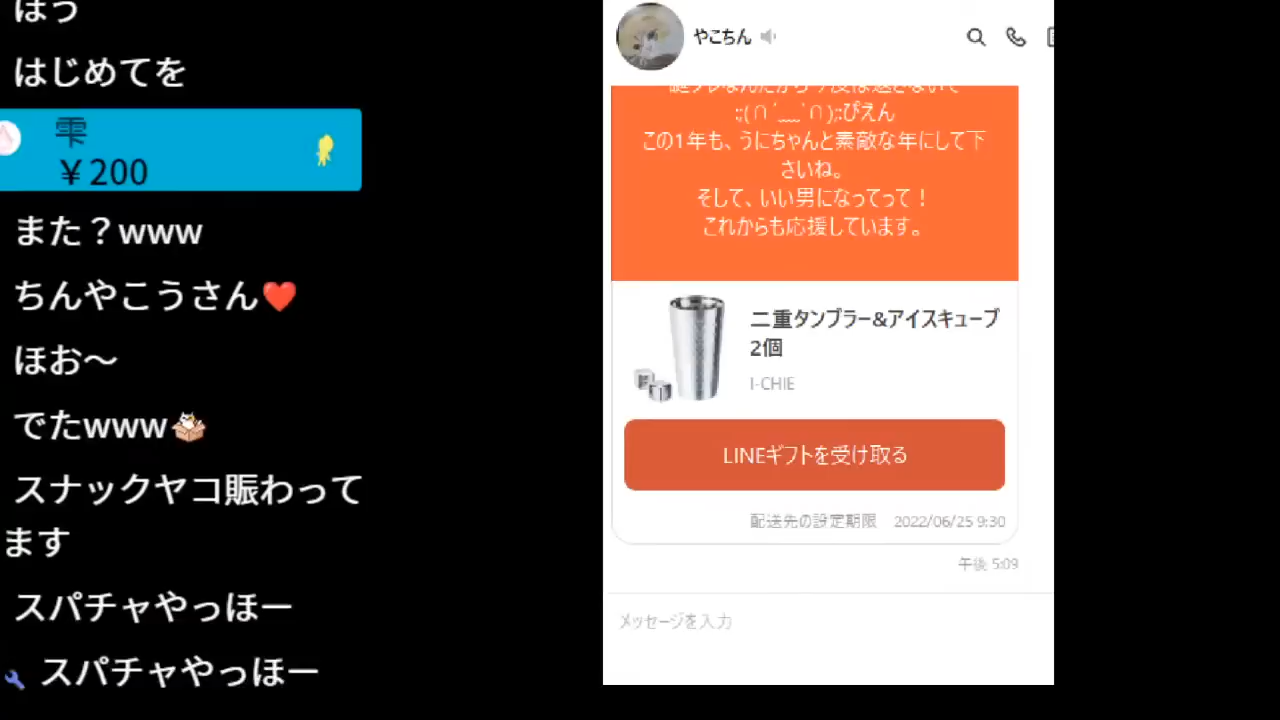 はじめてを
雫
￥200
また？www
ちんやこうさん❤️
ほお〜
でたwww
スナックヤコ賑わって
ます
スパチャやっほー
スパチャやっほー
やこちん
;(∩´﹏`∩);:ぴえん
この1年も、うにちゃんと素敵な年にして下
さいね。
そして、いい男になってって！
これからも応援しています。
二重タンブラー&アイスキューブ
2個
I-CHIE
LINEギフトを受け取る
配送先の設定期限 2022/06/25 9:30
午後 5:09
メッセージを入力